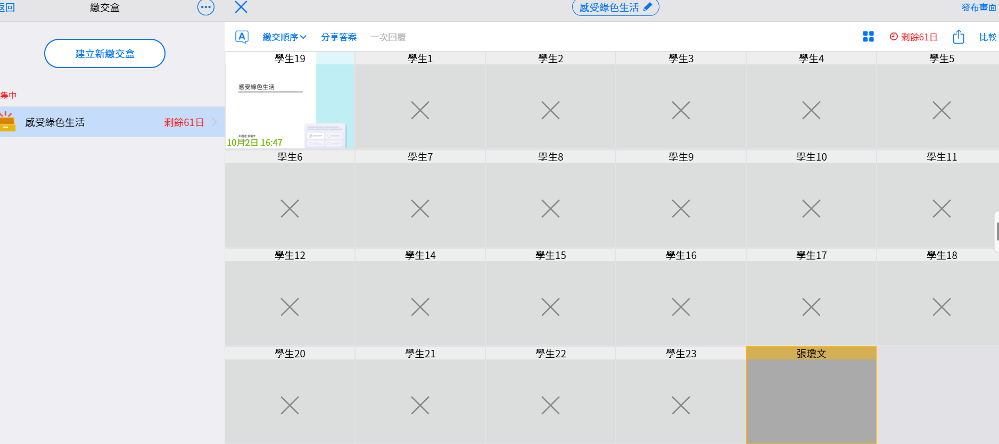 返回
繳交盒
感受綠色生活
發布畫面
建立新繳交盒
集中
感受綠色生活
剩餘61日
A
繳交順序
分享答案
一次回覆
剩餘61日
比較
學生19
學生1
學生2
學生3
學生4
學生5
感受綠色生活
出題者 張瓊文
10月2日 16:47
學生6
學生7
學生8
學生9
學生10
學生11
學生12
學生14
學生15
學生16
學生17
學生18
學生20
學生21
學生22
學生23
張瓊文